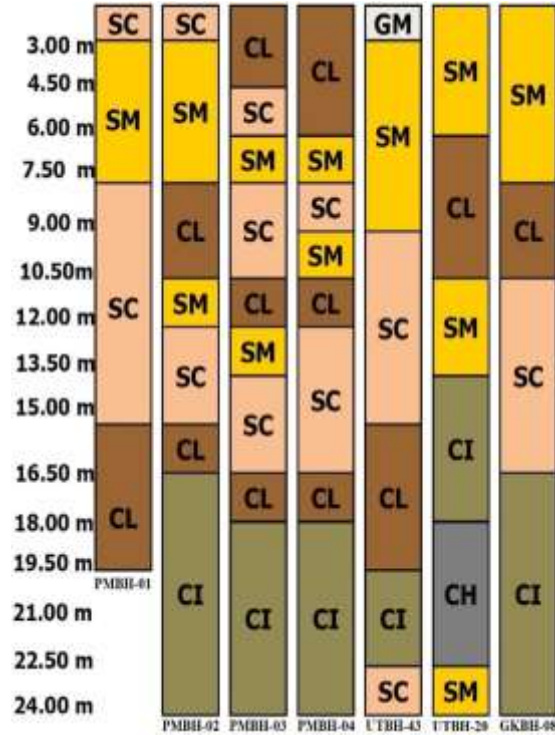 SC SC CL CL GM SM SM
3.00 m
4.50 m
SC
6.00 m SM SM SM
7.50 m SM SM CL
SC SC
9.00 m CL CL
SM
10.50m
SC SM CL CL SC SM SC
12.00 m
SM
13.50 m SC SC
15.00 m SC CI
CL CL
16.50 m
CL CL CL
18.00 m
19.50 m
PMBH-01
CI CI CI CI CH CI
21.00 m
22.50 m
SC SM
24.00 m
PMBH-02 PMBH-03 PMBH-04 UTBH-43 UTBH-20 GKBH-08